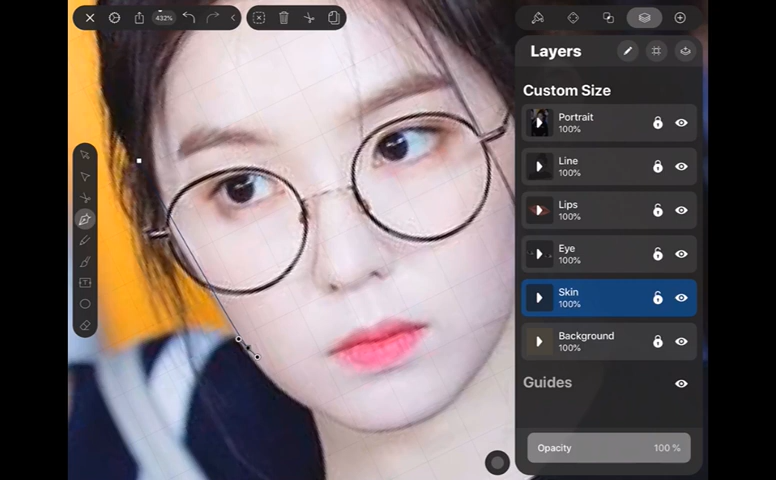 432%
Layers
Custom Size
Portrait
100%
Line
100%
Lips
100%
Eye
100%
Skin
100%
Background
100%
Guides
Opacity 100 %